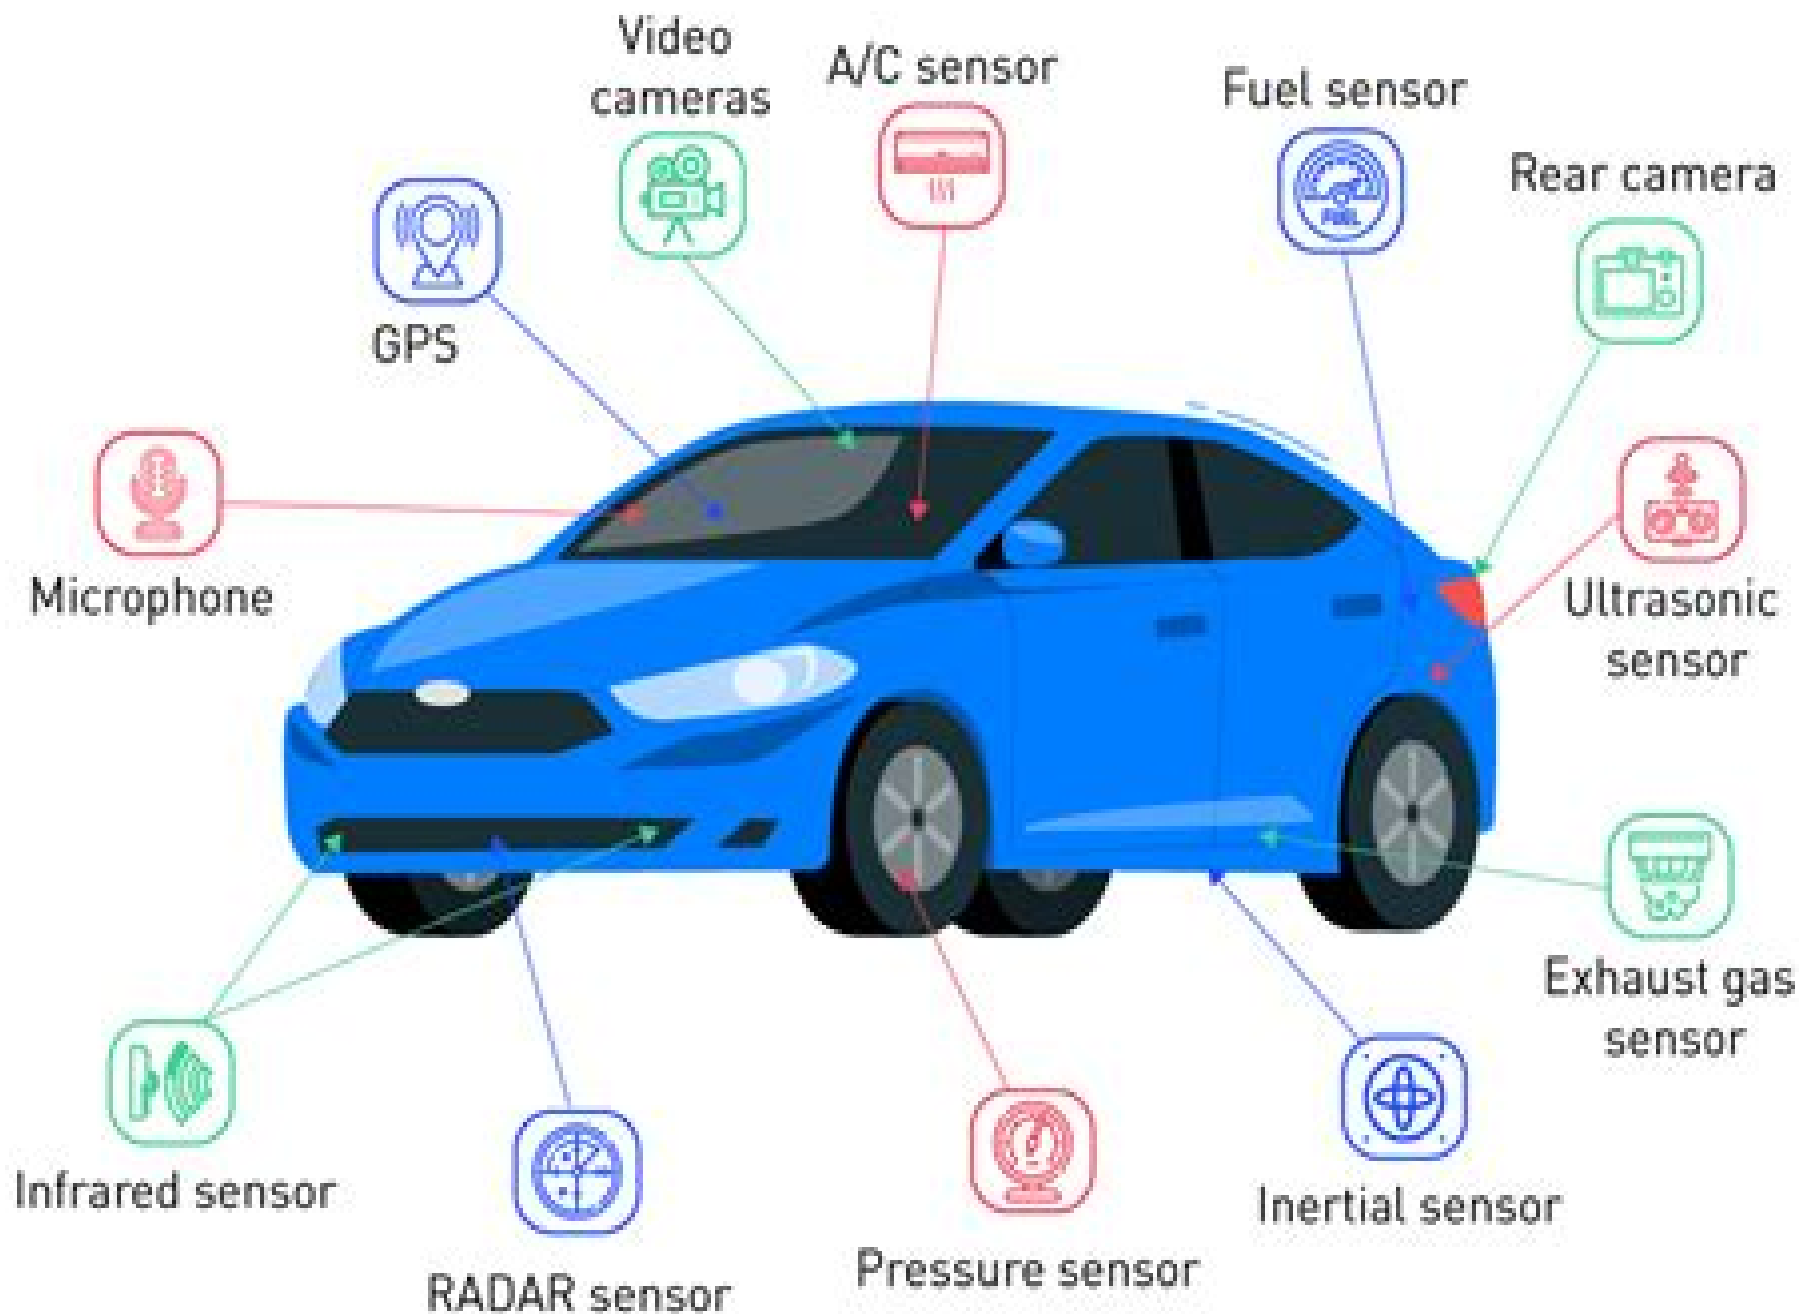 Video
cameras
A/C sensor
Fuel sensor
Rear camera
FUEL
GPS
Microphone
Ultrasonic
sensor
Exhaust gas
sensor
Infrared sensor
Inertial sensor
Pressure sensor
RADAR sensor